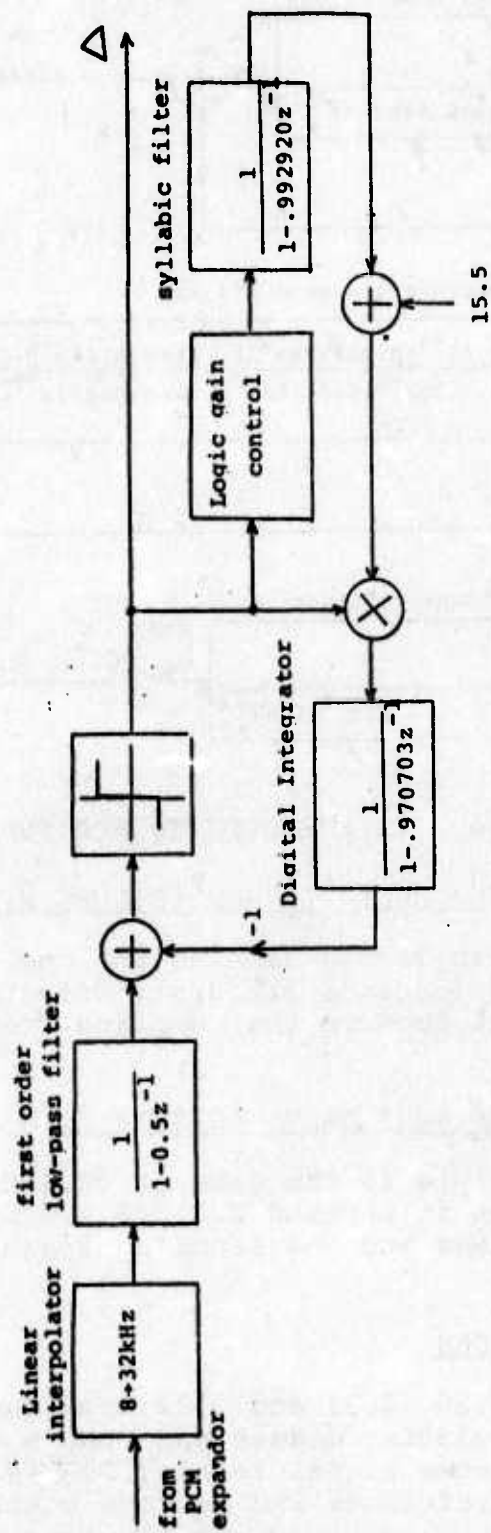 from
PCM
expandor
Linear
interpolator
8→32kHz
first order
low-pass filter
1
1-0.5z⁻¹
+
-1
Digital Integrator
1
1-.970703z⁻¹
×
Logic gain
control
syllabic filter
1
1-.992920z⁻¹
+
15.5
Δ